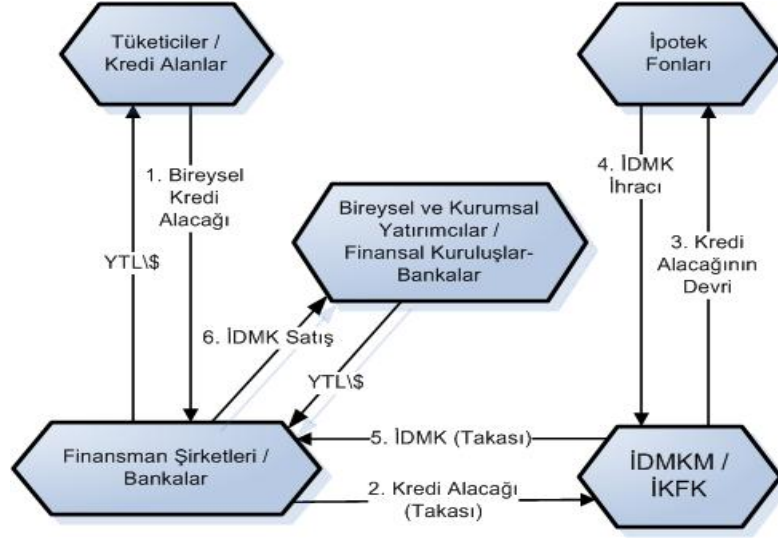 Tüketiciler /
Kredi Alanlar
İpotek
Fonları
1. Bireysel
Kredi
Alacağı
YTL\$
Bireysel ve Kurumsal
Yatırımcılar /
Finansal Kuruluşlar-
Bankalar
4. İDMK
İhracı
3. Kredi
Alacağının
Devri
6. İDMK Satış
YTL\$
Finansman Şirketleri /
Bankalar
5. İDMK (Takası)
2. Kredi Alacağı
(Takası)
İDMKM /
İKFK